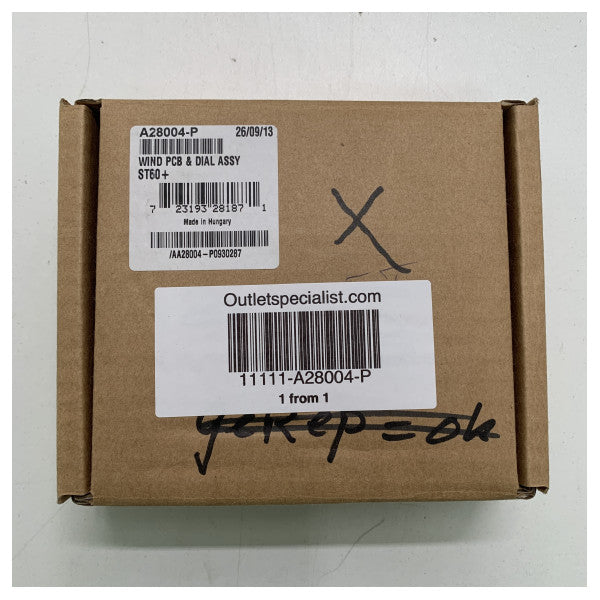 A28004-P 26/09/13
WIND PCB & DIAL ASSY
ST60+
7 23193 28187 1
Made in Hungary
/AA28004-P0930287
X
Outletspecialist.com
11111-A28004-P
1 from 1
= ok